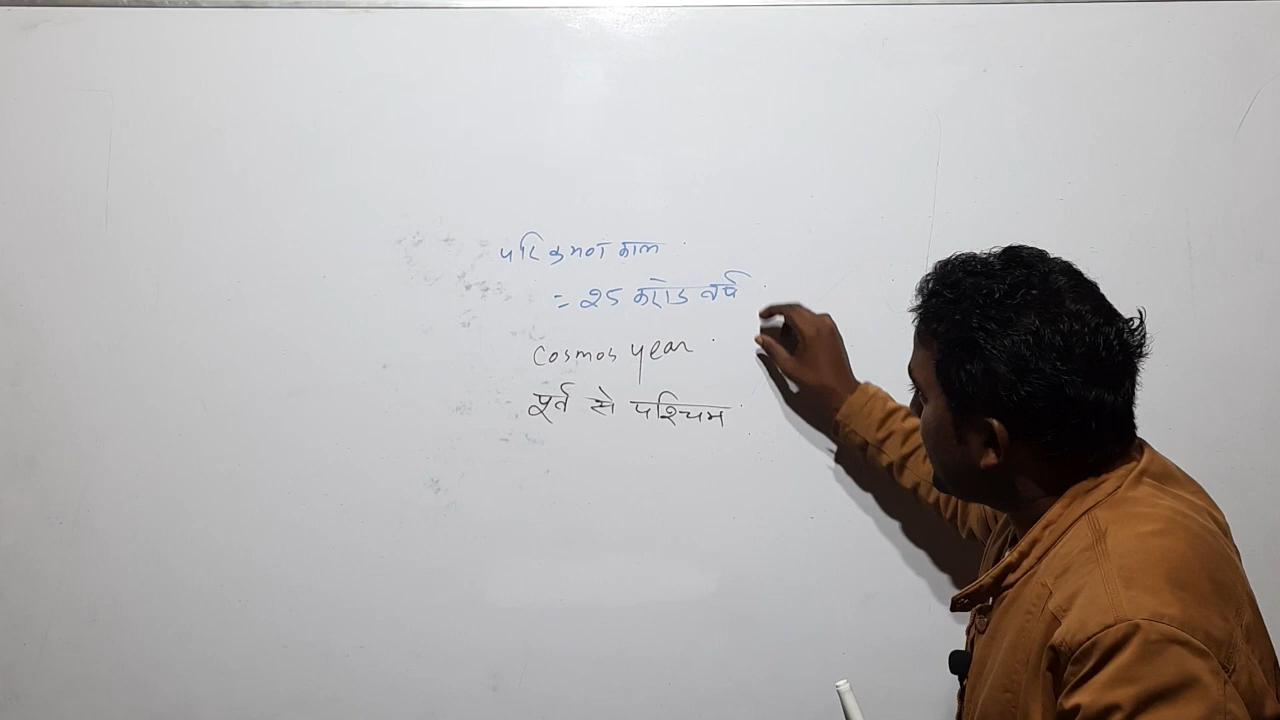 परिक्रमण काल
= 25 करोड वर्ष
Cosmos year
पूर्व से पश्चिम